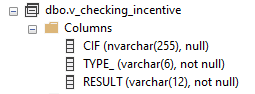 dbo.v_checking_incentive
Columns
CIF (nvarchar(255), null)
TYPE_ (varchar(6), not null)
RESULT (varchar(12), not null)